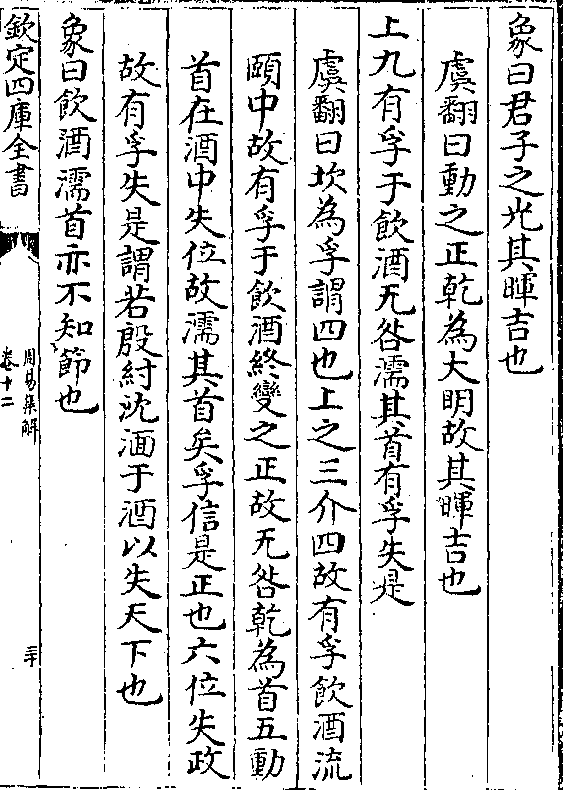 象曰君子之光其暉吉也
虞翻曰動之正乾為大明故其暉吉也
上九有孚于飲酒无咎濡其首有孚失是
虞翻曰坎為孚謂四也上之三介四故有孚飲酒流
頤中故有孚于飲酒終變之正故无咎乾為首五動
首在酒中失位故濡其首矣孚信是正也六位失政
故有孚失是謂若殷紂沈湎于酒以失天下也
象曰飲酒濡首亦不知節也
欽定四庫全書
周易集解
卷十二
三十